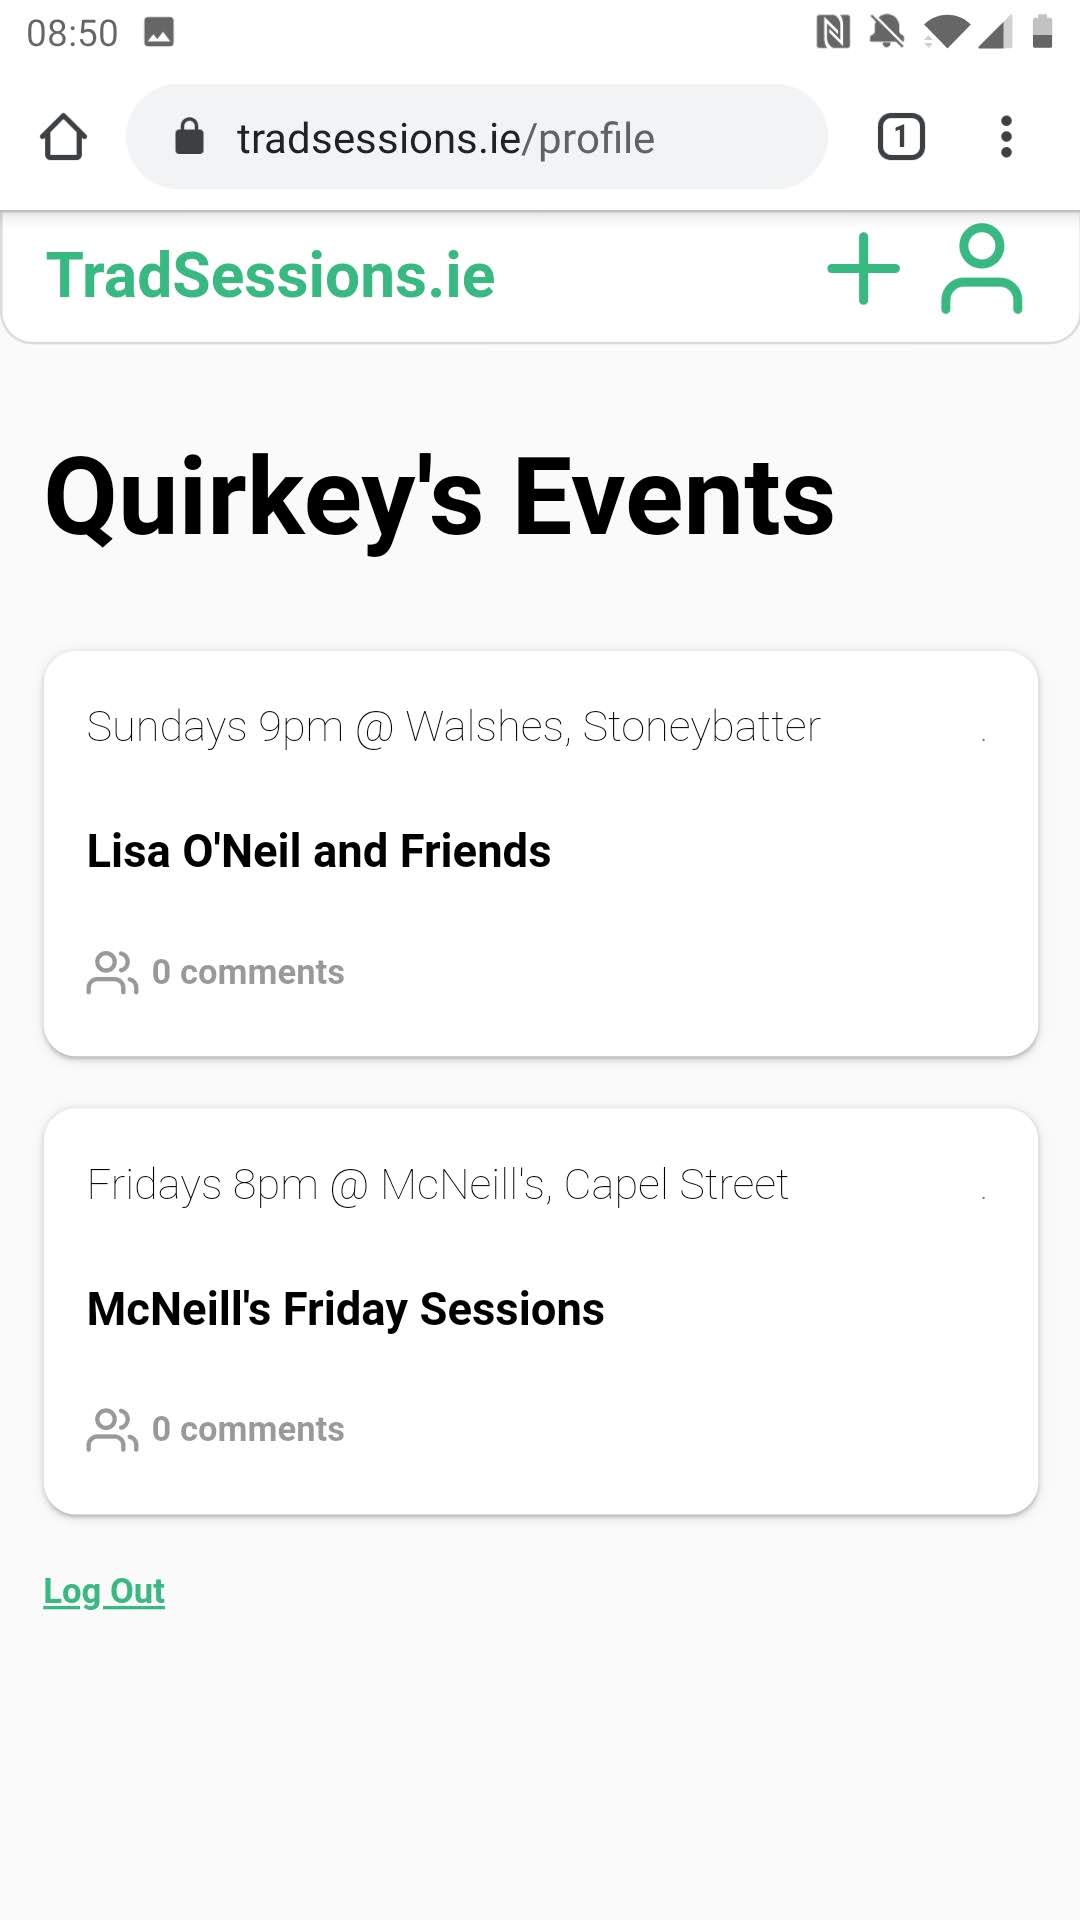 08:50
tradsessions.ie/profile
1
TradSessions.ie
Quirkey's Events
Sundays 9pm @ Walshes, Stoneybatter .
Lisa O'Neil and Friends
0 comments
Fridays 8pm @ McNeill's, Capel Street .
McNeill's Friday Sessions
0 comments
Log Out